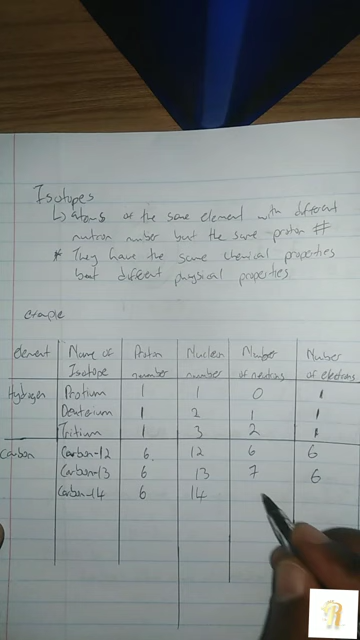 Isotopes
↳ atoms of the same element with different
nutron number but the same proton #
* They have the same chemical properties
but different physical properties
example
Element Name of Isotope Proton number Nucleon number Number of neutrons Number of electrons
Hydrogen Protium 1 1 0 1
Deuterium 1 2 1 1
Tritium 1 3 2 1
Carbon Carbon-12 6 12 6 6
Carbon-13 6 13 7 6
Carbon-14 6 14